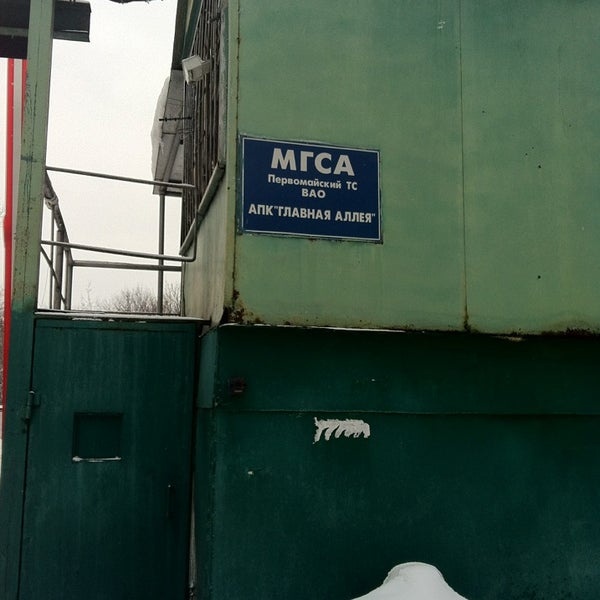 МГСА
Первомайский ТС
ВАО
АПК"ГЛАВНАЯ АЛЛЕЯ"